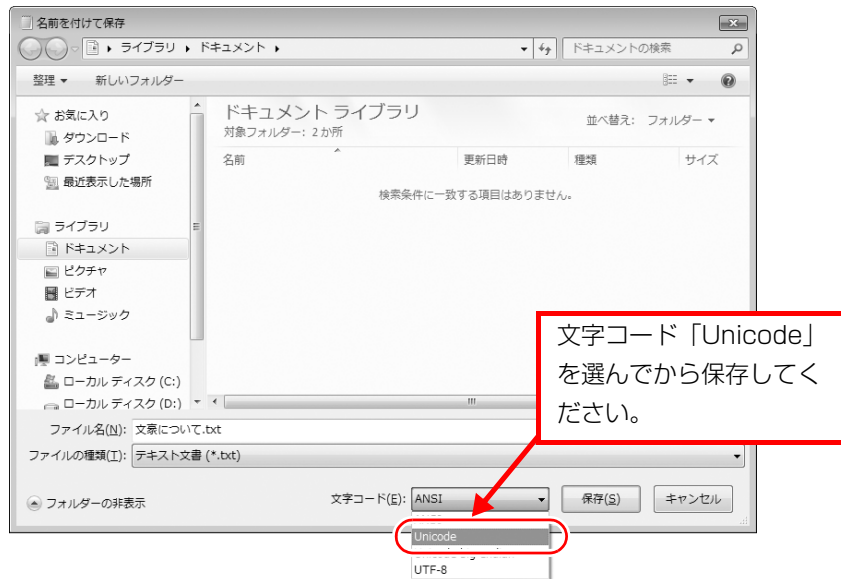 名前を付けて保存
ライブラリ ▸ ドキュメント ▸
ドキュメントの検索
整理 ▼ 新しいフォルダー
お気に入り
ダウンロード
デスクトップ
最近表示した場所
ライブラリ
ドキュメント
ピクチャ
ビデオ
ミュージック
コンピューター
ローカル ディスク (C:)
ローカル ディスク (D:)
ドキュメント ライブラリ
対象フォルダー: 2 か所
並べ替え: フォルダー ▼
名前 更新日時 種類 サイズ
検索条件に一致する項目はありません。
文字コード「Unicode」
を選んでから保存してく
ださい。
ファイル名(N): 文章について.txt
ファイルの種類(T): テキスト文書 (*.txt)
フォルダーの非表示
文字コード(E): ANSI
保存(S) キャンセル
Unicode
UTF-8